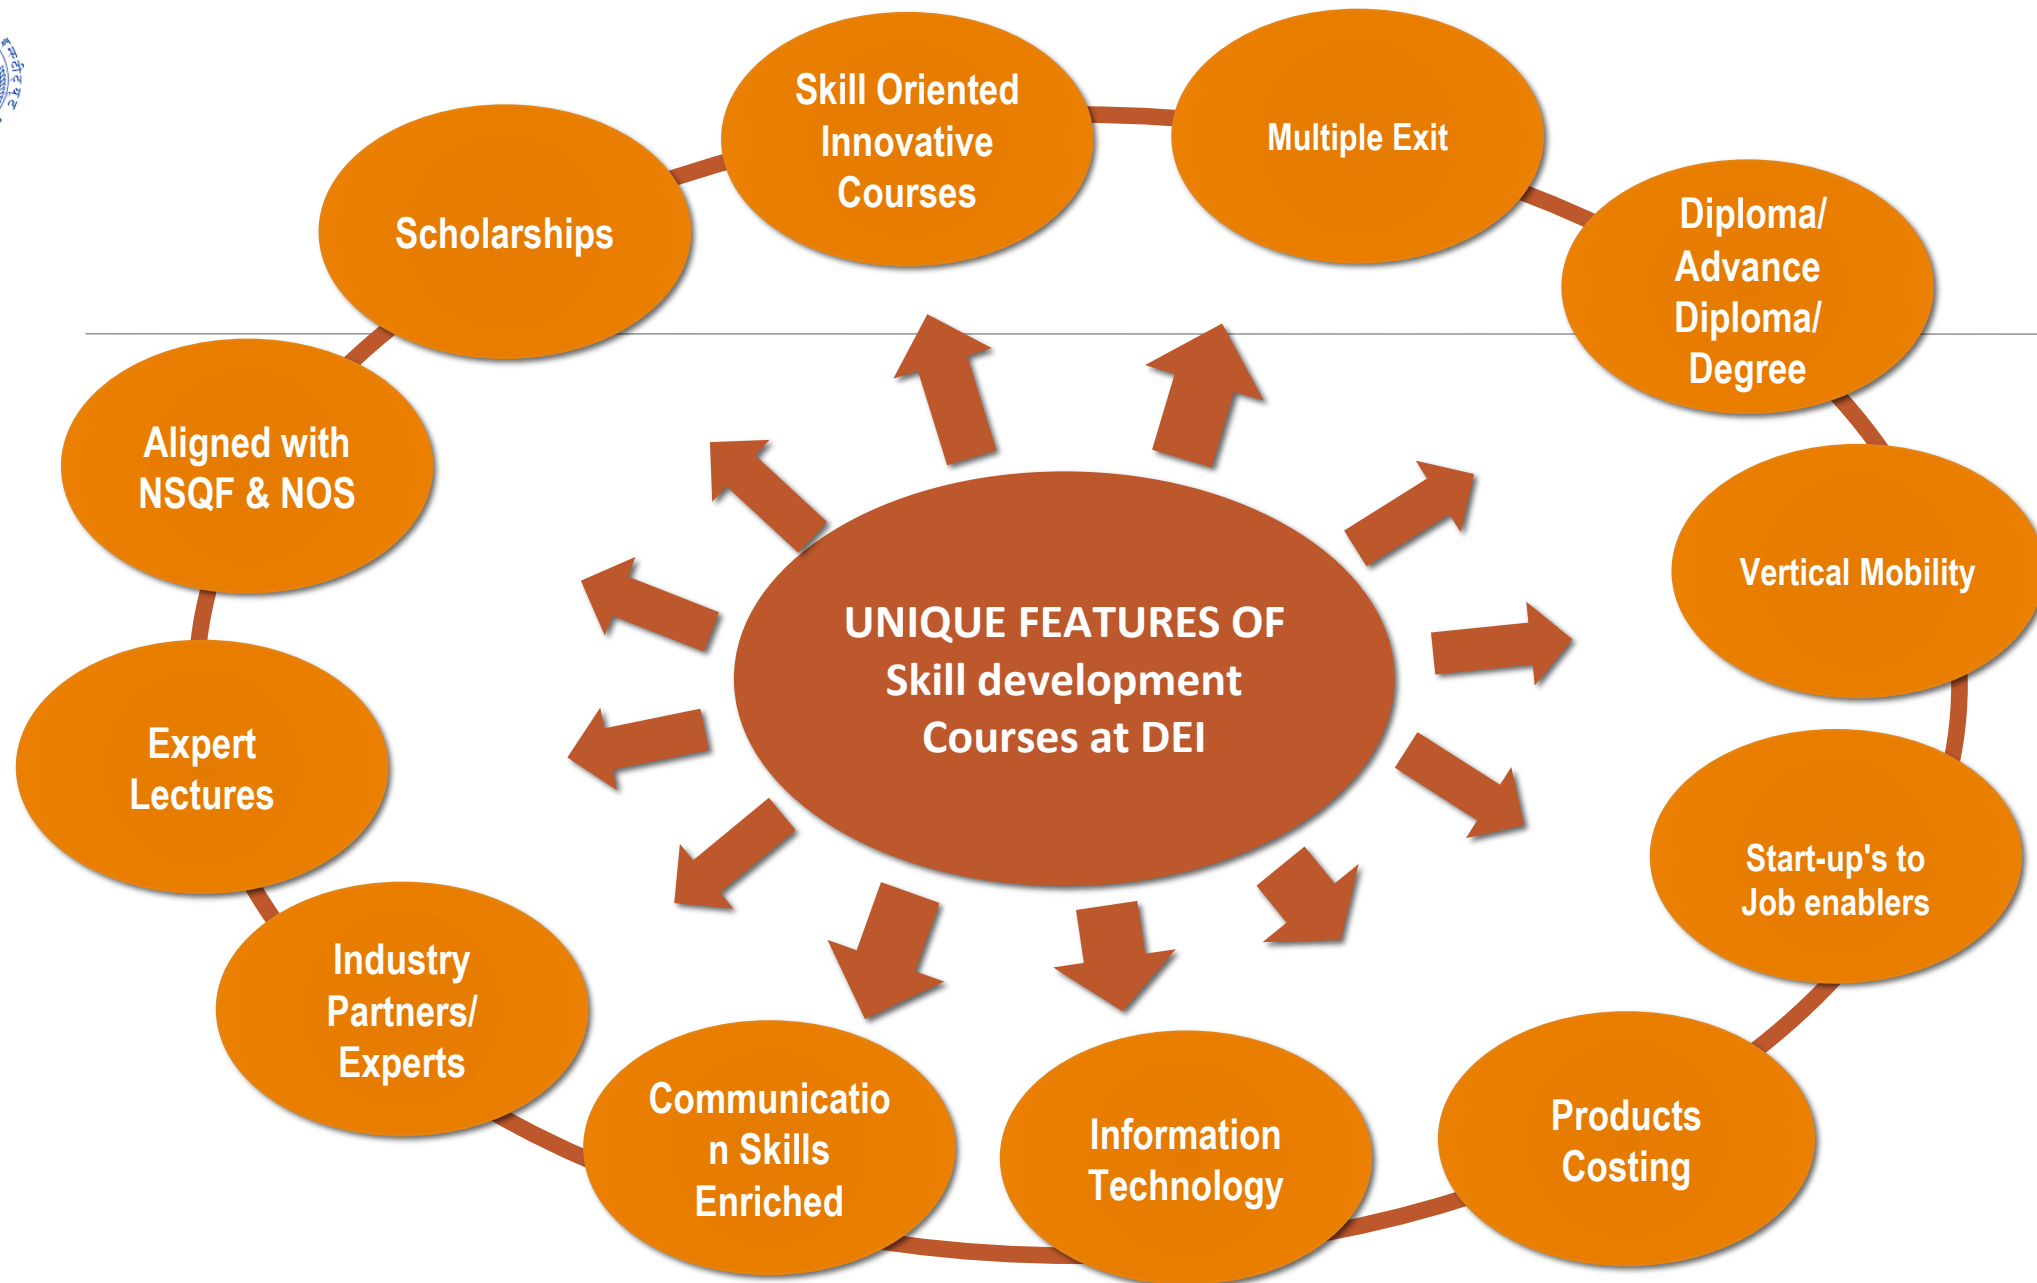 Skill Oriented
Innovative
Courses
Multiple Exit
Diploma/
Advance
Diploma/
Degree
Vertical Mobility
Start-up's to
Job enablers
Products
Costing
Information
Technology
Communicatio
n Skills
Enriched
Industry
Partners/
Experts
Expert
Lectures
Aligned with
NSQF & NOS
Scholarships
UNIQUE FEATURES OF
Skill development
Courses at DEI